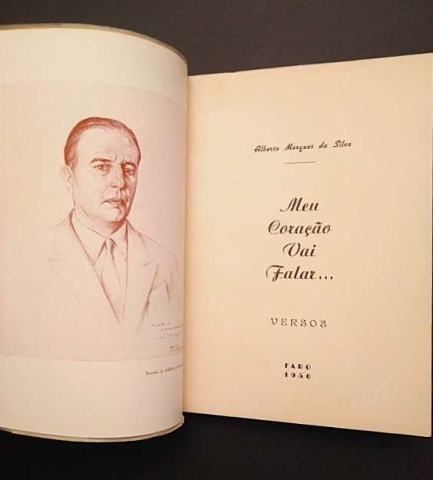 Alberto Marques da Silva
Meu
Coração
Vai
Falar...
VERSOS
FARO
1956